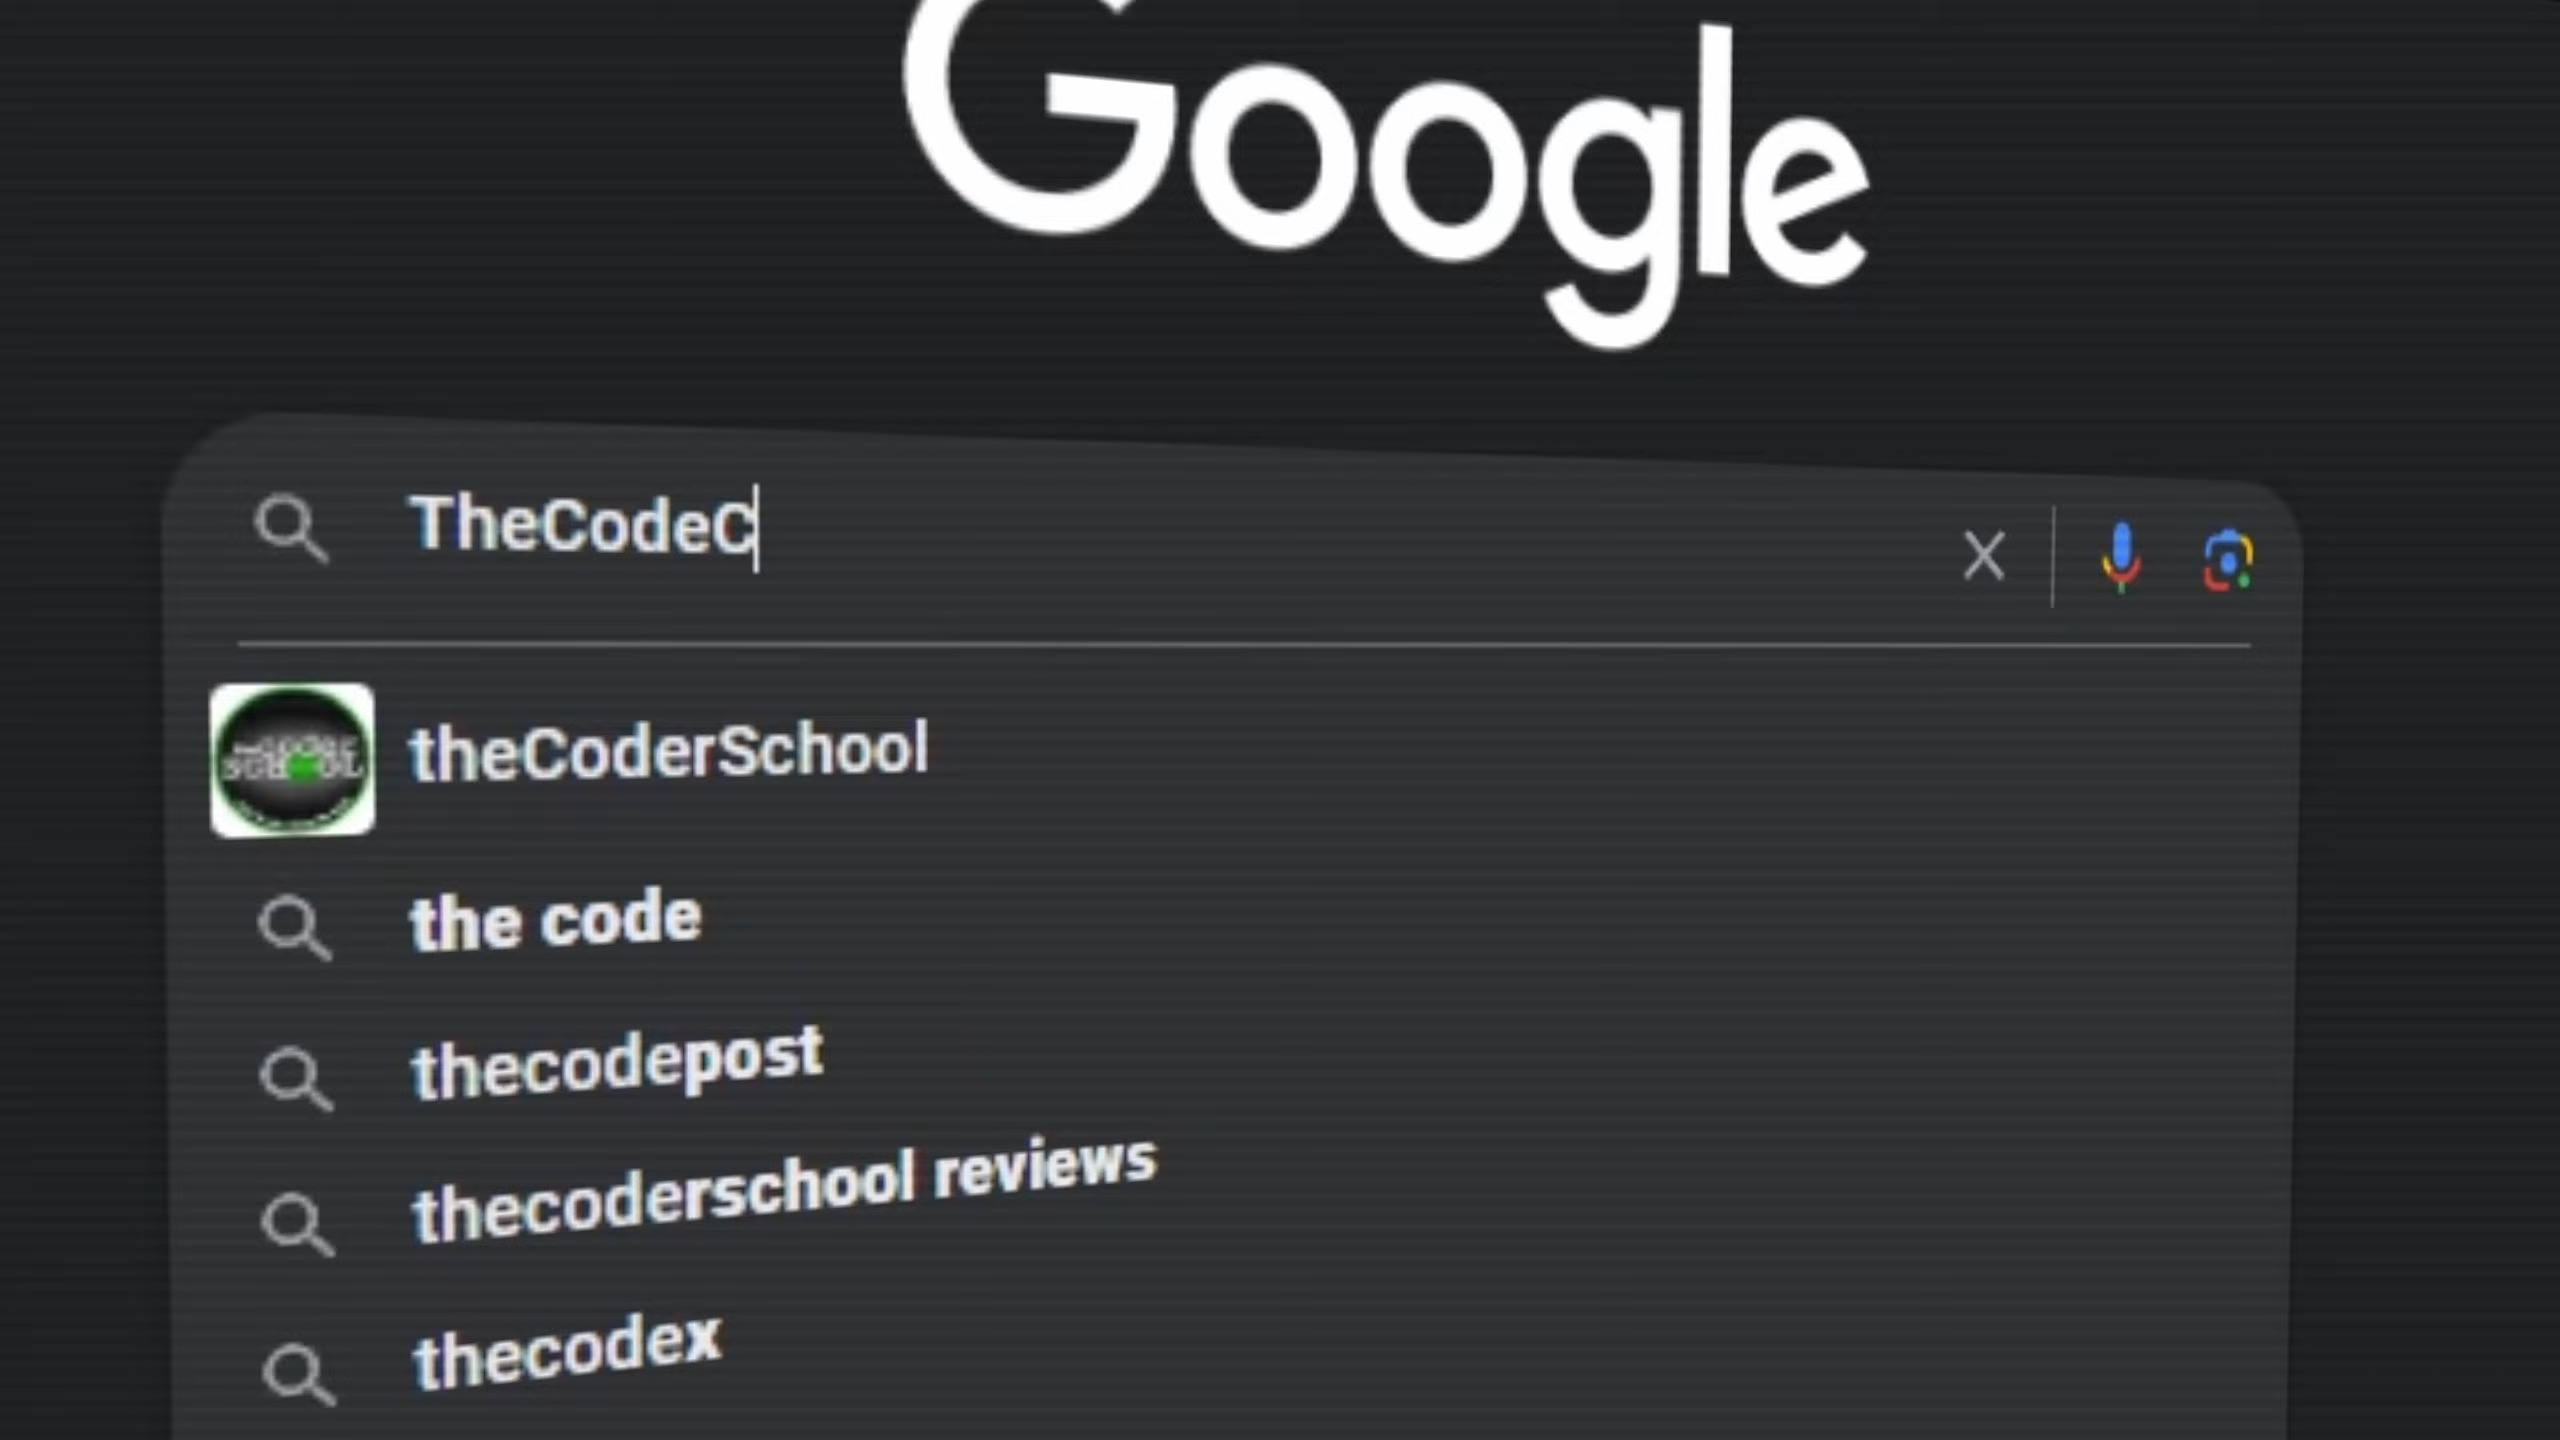 Google
TheCodeC
theCoderSchool
the code
thecodepost
thecoderschool reviews
thecodex